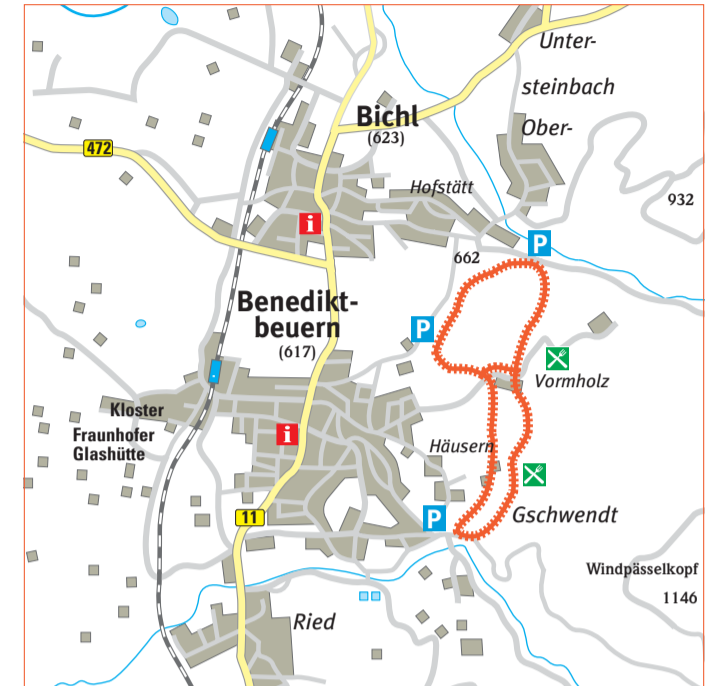 Unter-
steinbach
Ober-
Bichl
(623)
472
Hofstätt
932
i
P
662
Benedikt-
beuern
(617)
P
Vormholz
Kloster
Fraunhofer
Glashütte
i
Häusern
11
P
Gschwendt
Windpässelkopf
1146
Ried